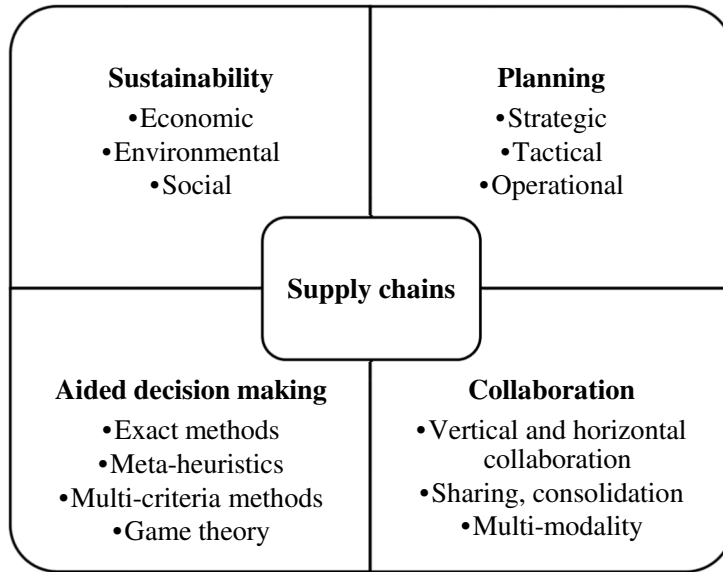 Sustainability
•Economic
•Environmental
•Social
Planning
•Strategic
•Tactical
•Operational
Supply chains
Aided decision making
•Exact methods
•Meta-heuristics
•Multi-criteria methods
•Game theory
Collaboration
•Vertical and horizontal
collaboration
•Sharing, consolidation
•Multi-modality